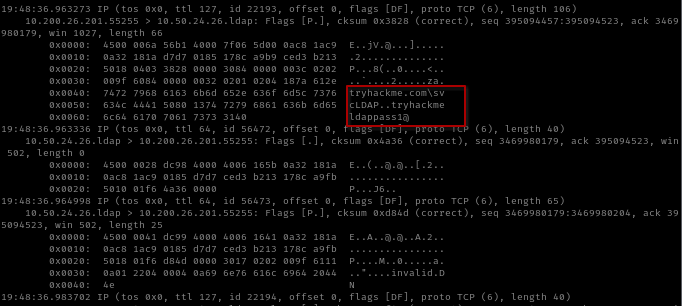 19:48:36.963273 IP (tos 0x0, ttl 127, id 22193, offset 0, flags [DF], proto TCP (6), length 106)
10.200.26.201.55255 > 10.50.24.26.ldap: Flags [P.], cksum 0x3828 (correct), seq 395094457:395094523, ack 3469
980179, win 1027, length 66
0x0000: 4500 006a 56b1 4000 7f06 5d00 0ac8 1ac9 E..jV.@...].....
0x0010: 0a32 181a d7d7 0185 178c a9b9 ced3 b213 .2..............
0x0020: 5018 0403 3828 0000 3084 0000 003c 0202 P...8(..0....<..
0x0030: 009f 6084 0000 0032 0201 0204 187a 612e ..`....2.....za.
0x0040: 7472 7968 6163 6b6d 652e 636f 6d5c 7376 tryhackme.com\sv
0x0050: 634c 4441 5080 1374 7279 6861 636b 6d65 cLDAP..tryhackme
0x0060: 6c64 6170 7061 7373 3140 ldappass1@
19:48:36.963336 IP (tos 0x0, ttl 64, id 56472, offset 0, flags [DF], proto TCP (6), length 40)
10.50.24.26.ldap > 10.200.26.201.55255: Flags [.], cksum 0x4a36 (correct), seq 3469980179, ack 395094523, win
502, length 0
0x0000: 4500 0028 dc98 4000 4006 165b 0a32 181a E..(..@.@..[.2..
0x0010: 0ac8 1ac9 0185 d7d7 ced3 b213 178c a9fb ................
0x0020: 5010 01f6 4a36 0000 P...J6..
19:48:36.964998 IP (tos 0x0, ttl 64, id 56473, offset 0, flags [DF], proto TCP (6), length 65)
10.50.24.26.ldap > 10.200.26.201.55255: Flags [P.], cksum 0xd84d (correct), seq 3469980179:3469980204, ack 39
5094523, win 502, length 25
0x0000: 4500 0041 dc99 4000 4006 1641 0a32 181a E..A..@.@..A.2..
0x0010: 0ac8 1ac9 0185 d7d7 ced3 b213 178c a9fb ................
0x0020: 5018 01f6 d84d 0000 3017 0202 009f 6111 P....M..0.....a.
0x0030: 0a01 2204 0004 0a69 6e76 616c 6964 2044 .."....invalid.D
0x0040: 4e N
19:48:36.983702 IP (tos 0x0, ttl 127, id 22194, offset 0, flags [DF], proto TCP (6), length 40)